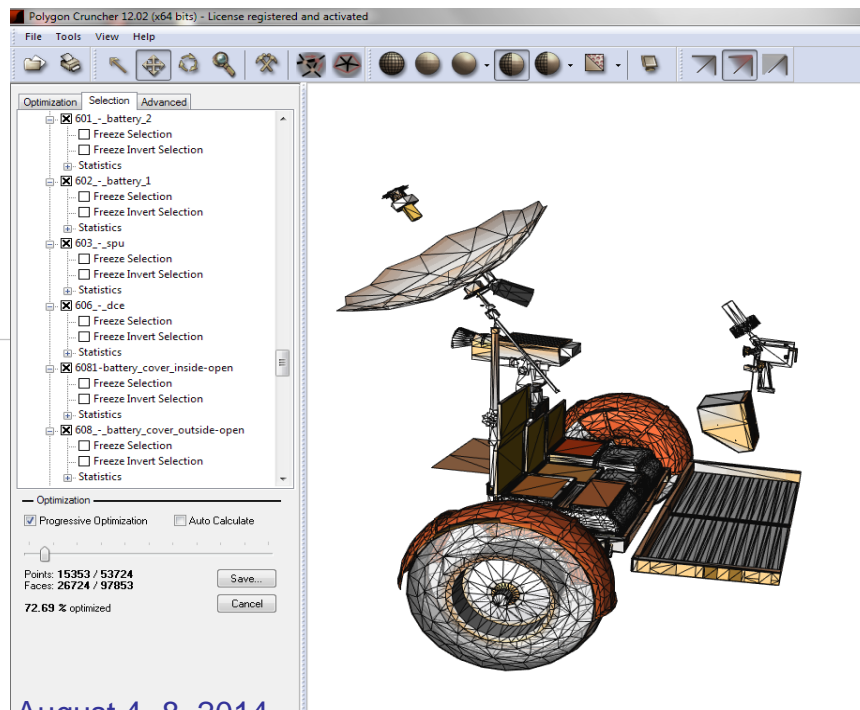 Polygon Cruncher 12.02 (x64 bits) - License registered and activated
File Tools View Help
Optimization Selection Advanced
601_-_battery_2
Freeze Selection
Freeze Invert Selection
Statistics
602_-_battery_1
Freeze Selection
Freeze Invert Selection
Statistics
603_-_spu
Freeze Selection
Freeze Invert Selection
Statistics
606_-_dce
Freeze Selection
Freeze Invert Selection
Statistics
6081-battery_cover_inside-open
Freeze Selection
Freeze Invert Selection
Statistics
608_-_battery_cover_outside-open
Freeze Selection
Freeze Invert Selection
Statistics
Optimization
Progressive Optimization Auto Calculate
Points: 15353 / 53724
Faces: 26724 / 97853
Save...
72.69 % optimized
Cancel
August 4 8 2014